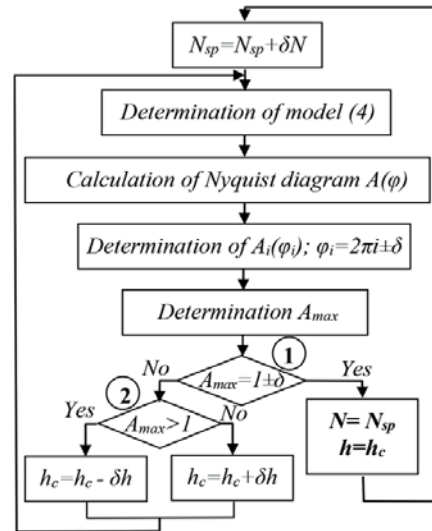 N_sp=N_sp+δN
Determination of model (4)
Calculation of Nyquist diagram A(φ)
Determination of A_i(φ_i); φ_i=2πi±δ
Determination A_max
1
No
A_max=1±δ
Yes
2
Yes
A_max>1
No
N= N_sp
h=h_c
h_c=h_c - δh
h_c=h_c+δh